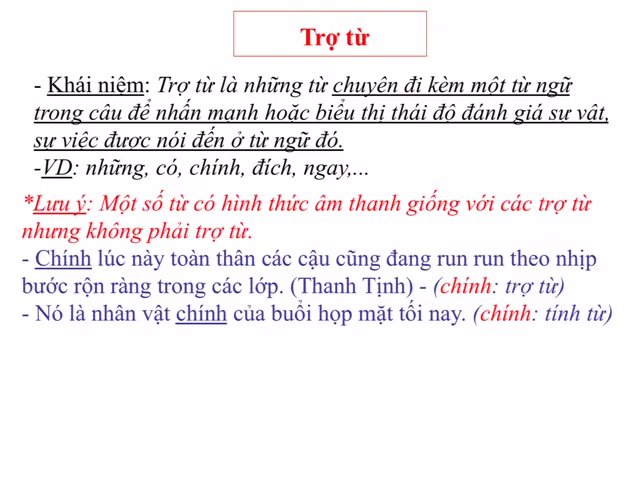 Trợ từ
- Khái niệm: Trợ từ là những từ chuyên đi kèm một từ ngữ
trong câu để nhấn mạnh hoặc biểu thị thái độ đánh giá sự vật,
sự việc được nói đến ở từ ngữ đó.
-VD: những, có, chính, đích, ngay,...
*Lưu ý: Một số từ có hình thức âm thanh giống với các trợ từ
nhưng không phải trợ từ.
- Chính lúc này toàn thân các cậu cũng đang run run theo nhịp
bước rộn ràng trong các lớp. (Thanh Tịnh) - (chính: trợ từ)
- Nó là nhân vật chính của buổi họp mặt tối nay. (chính: tính từ)